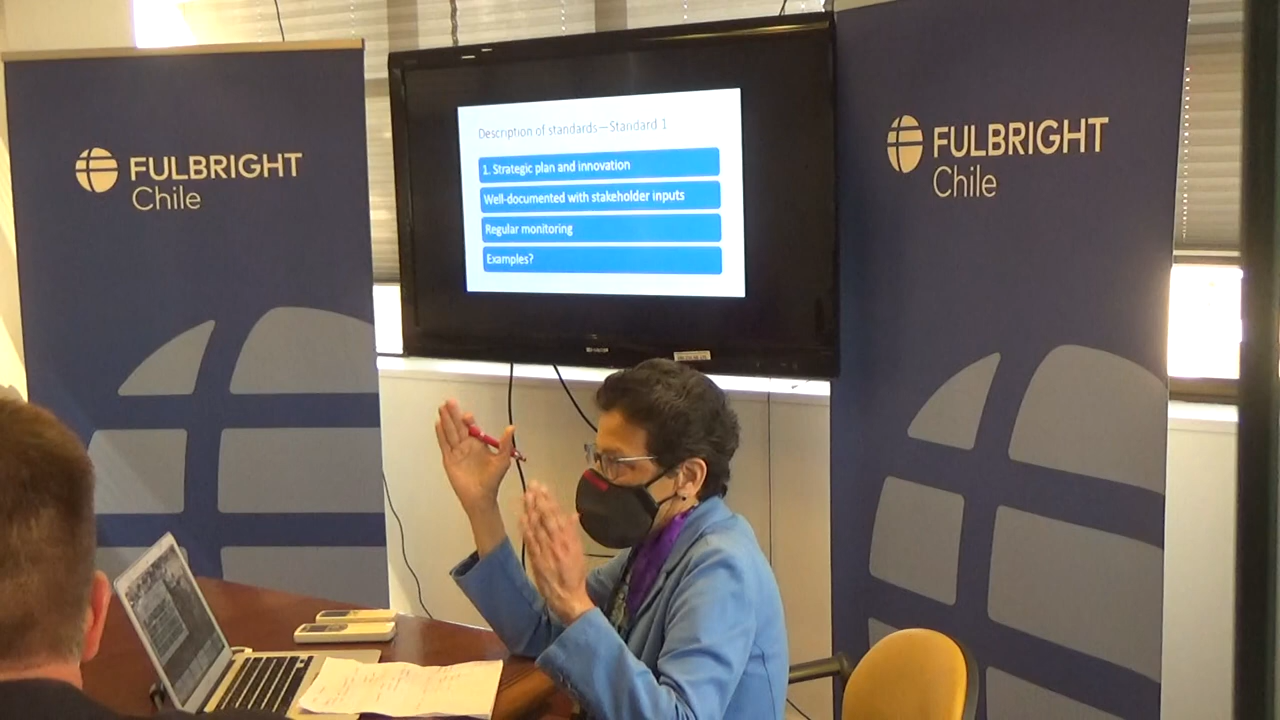 FULBRIGHT
Chile
Description of standards—Standard 1
1. Strategic plan and innovation
Well-documented with stakeholder inputs
Regular monitoring
Examples?
FULBRIGHT
Chile